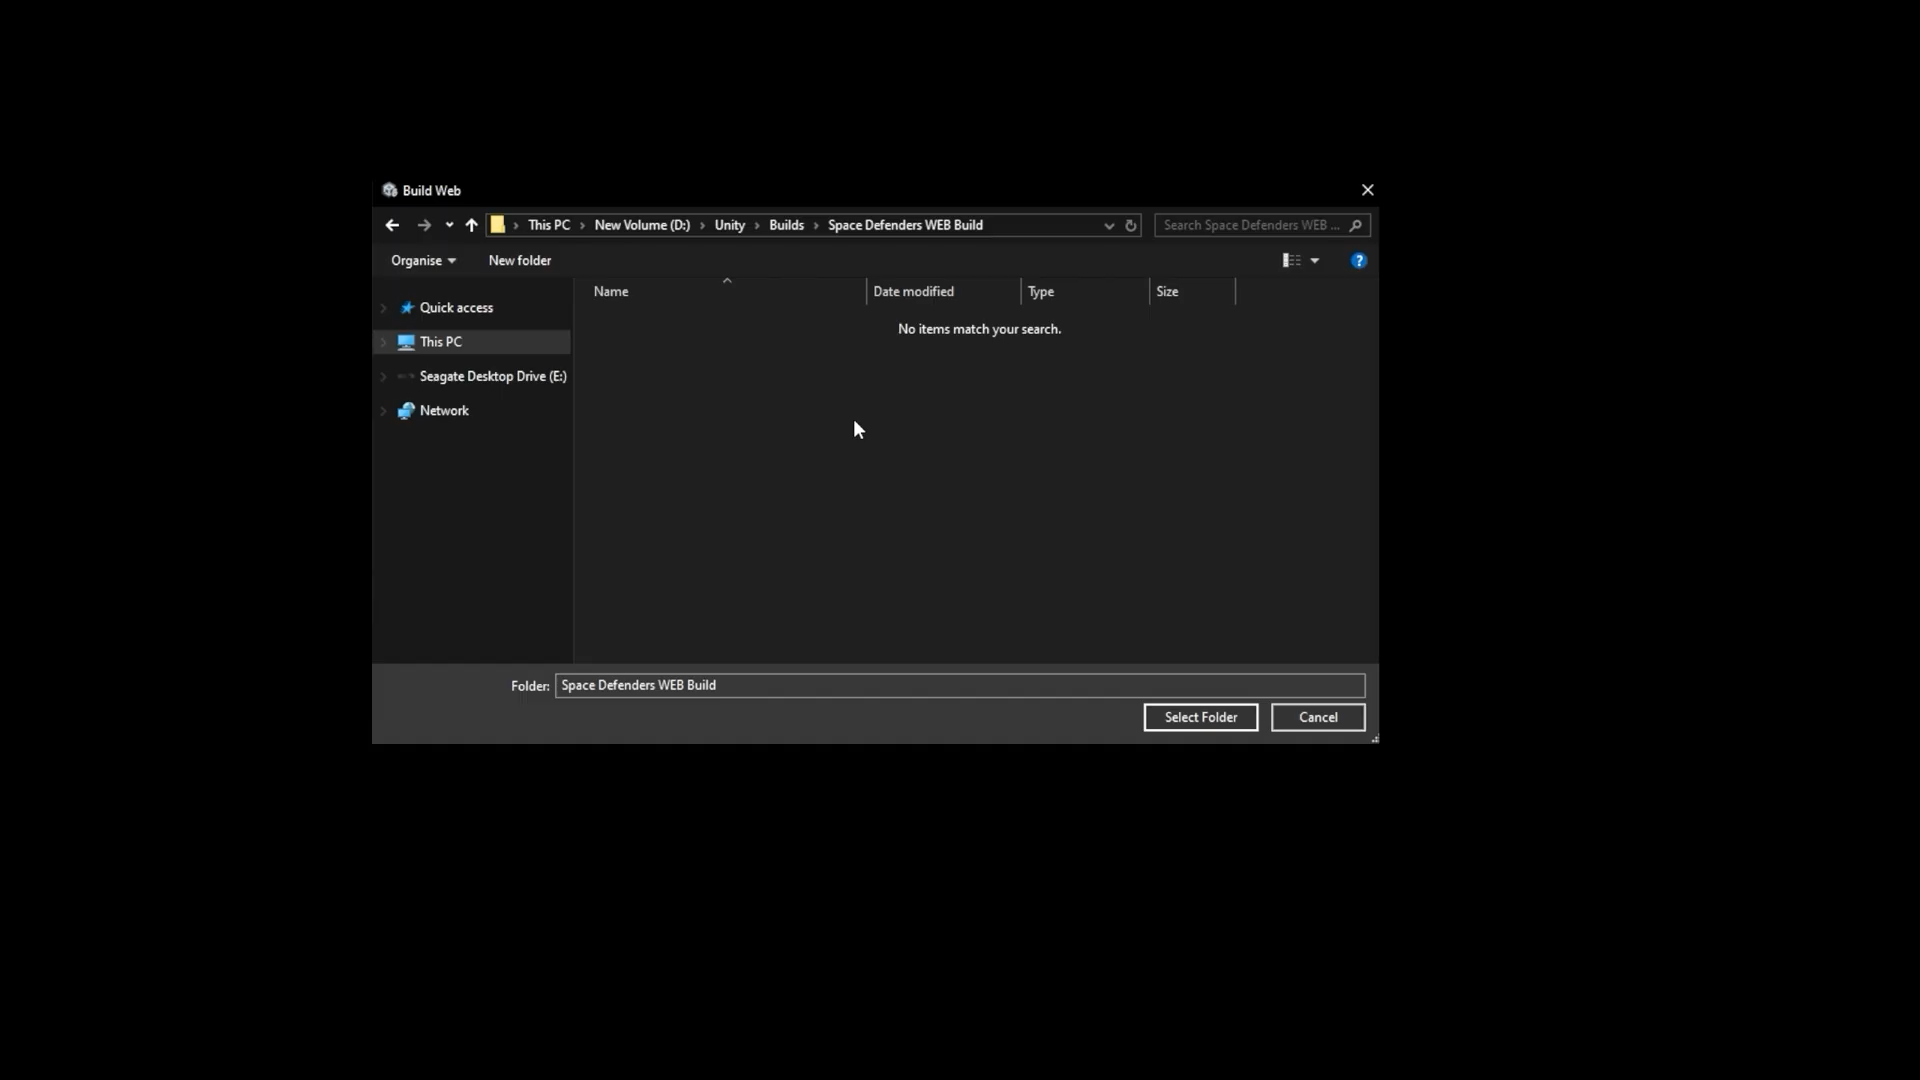 Build Web
This PC > New Volume (D:) > Unity > Builds > Space Defenders WEB Build
Search Space Defenders WEB ...
Organise
New folder
?
Name
Date modified
Type
Size
No items match your search.
Quick access
This PC
Seagate Desktop Drive (E:)
Network
Folder: Space Defenders WEB Build
Select Folder
Cancel